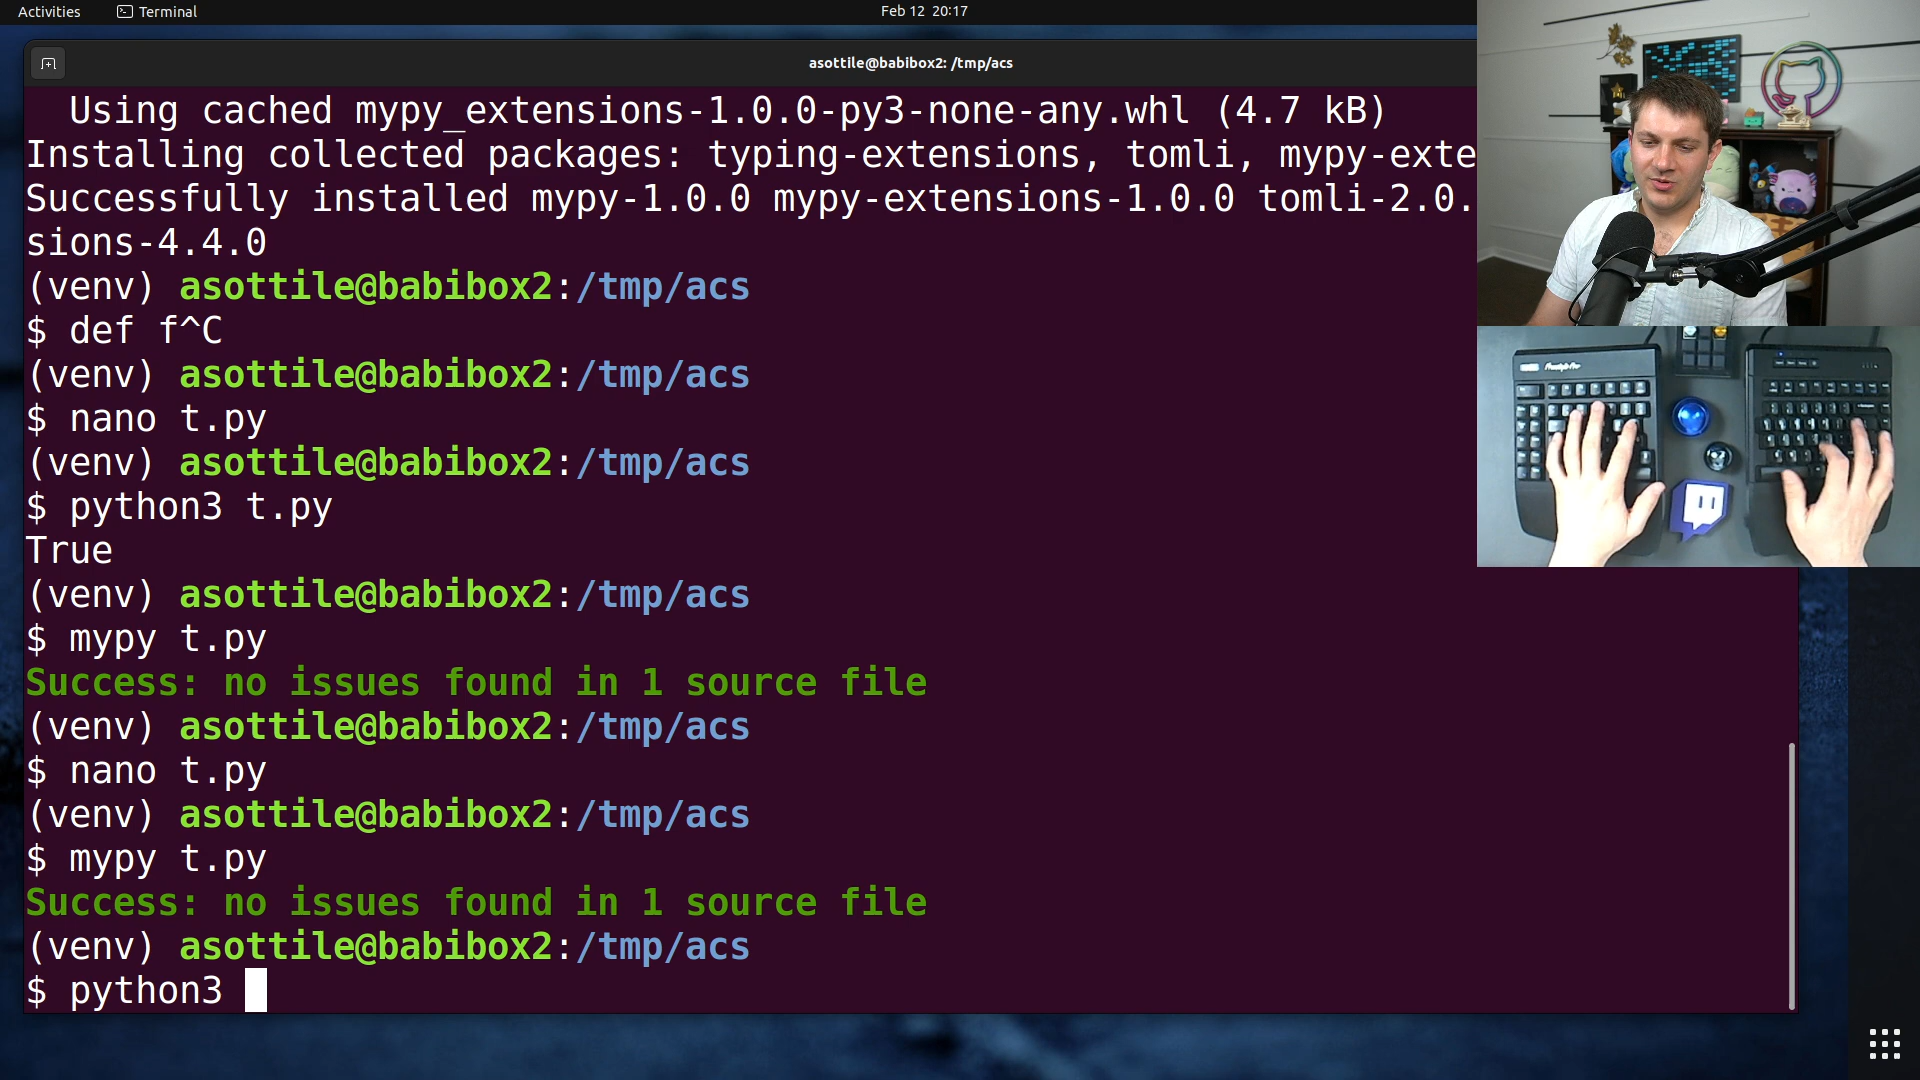 Activities
Terminal
Feb 12 20:17
asottile@babibox2: /tmp/acs
Using cached mypy_extensions-1.0.0-py3-none-any.whl (4.7 kB)
Installing collected packages: typing-extensions, tomli, mypy-exte
Successfully installed mypy-1.0.0 mypy-extensions-1.0.0 tomli-2.0.
sions-4.4.0
(venv) asottile@babibox2:/tmp/acs
$ def f^C
(venv) asottile@babibox2:/tmp/acs
$ nano t.py
(venv) asottile@babibox2:/tmp/acs
$ python3 t.py
True
(venv) asottile@babibox2:/tmp/acs
$ mypy t.py
Success: no issues found in 1 source file
(venv) asottile@babibox2:/tmp/acs
$ nano t.py
(venv) asottile@babibox2:/tmp/acs
$ mypy t.py
Success: no issues found in 1 source file
(venv) asottile@babibox2:/tmp/acs
$ python3